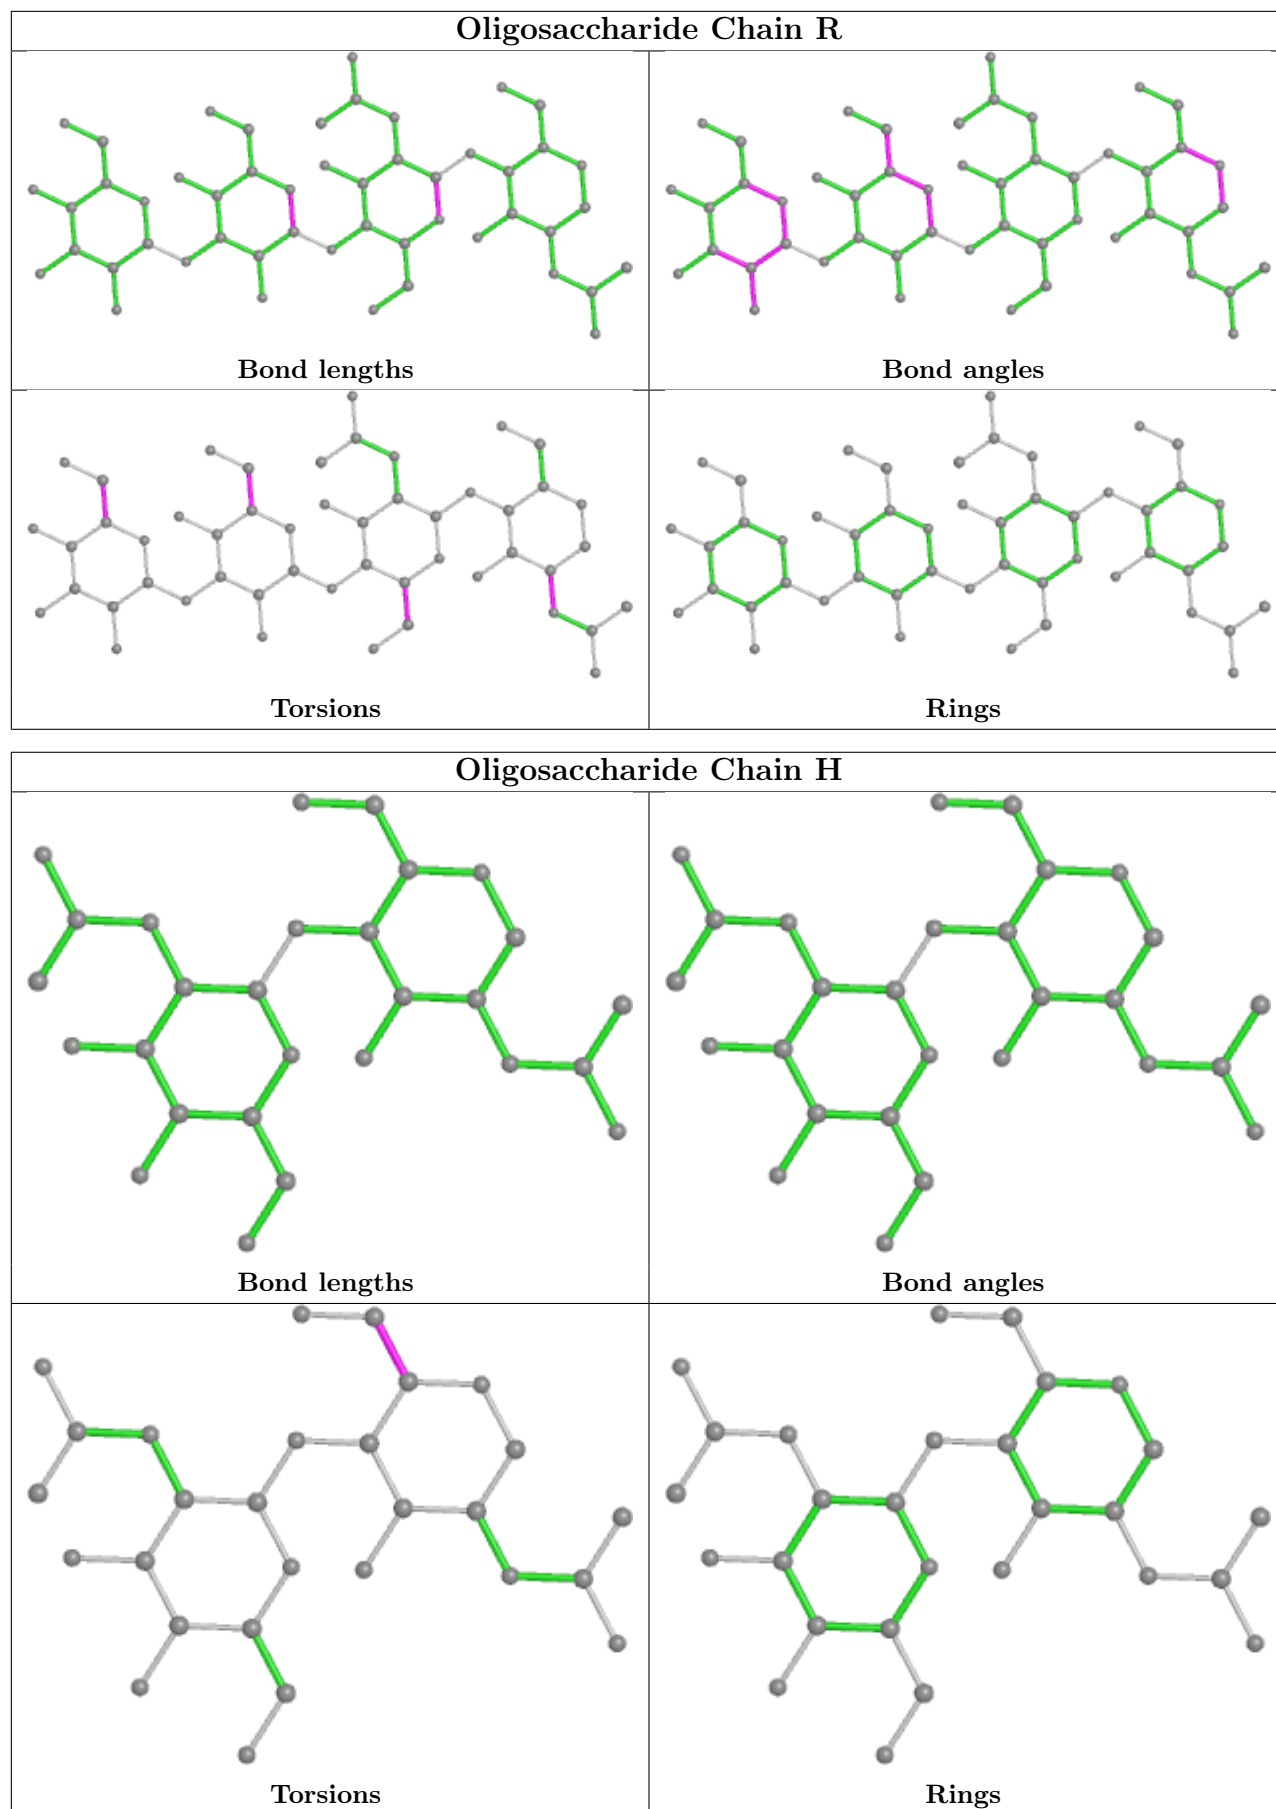 Oligosaccharide Chain R
Bond lengths
Bond angles
Torsions
Rings
Oligosaccharide Chain H
Bond lengths
Bond angles
Torsions
Rings